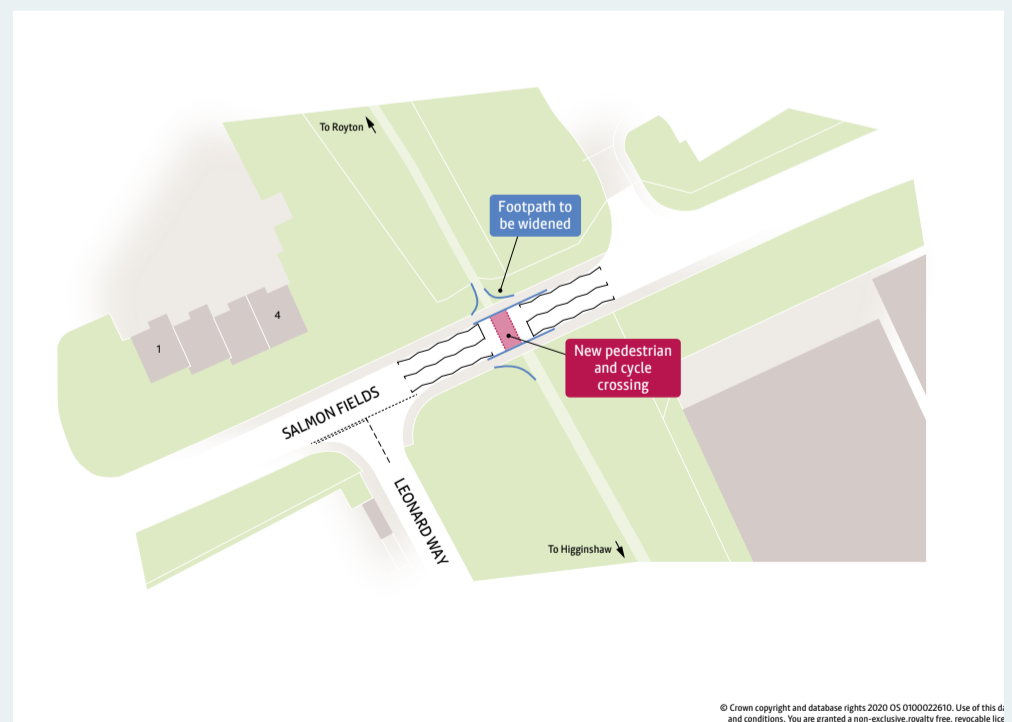 To Royton
Footpath to
be widened
4
1
New pedestrian
and cycle
crossing
SALMON FIELDS
LEONARD WAY
To Higginshaw
© Crown copyright and database rights 2020 OS 0100022610. Use of this
and conditions. You are granted a non-exclusive,royalty free, revocable